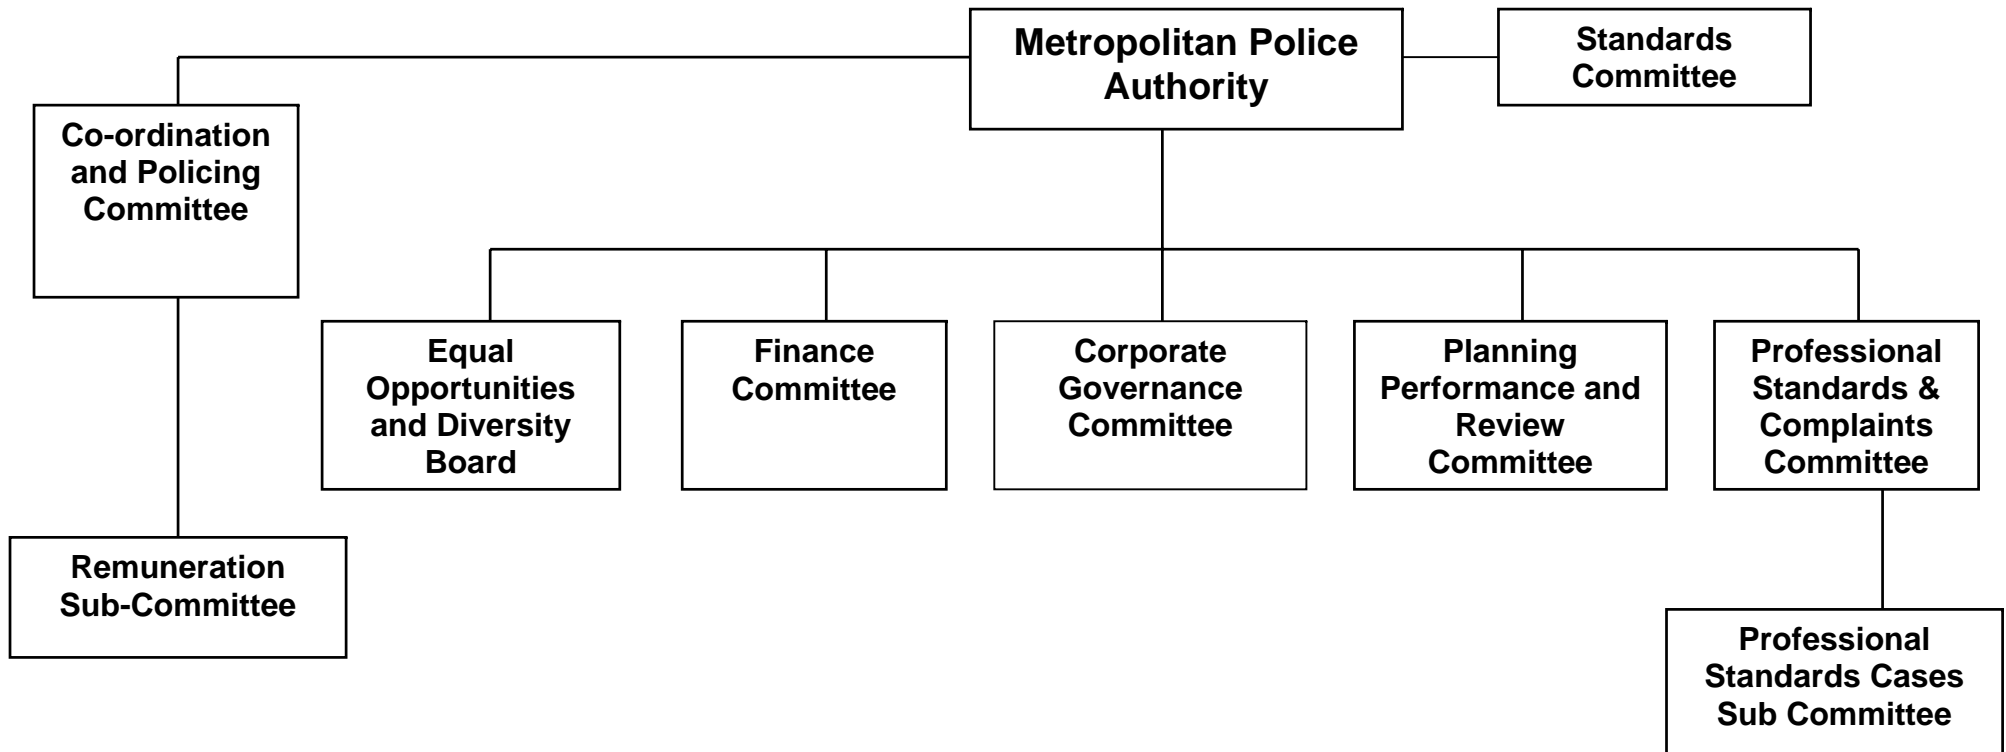 Metropolitan Police
Authority
Standards
Committee
Co-ordination
and Policing
Committee
Equal
Opportunities
and Diversity
Board
Finance
Committee
Corporate
Governance
Committee
Planning
Performance and
Review
Committee
Professional
Standards &
Complaints
Committee
Remuneration
Sub-Committee
Professional
Standards Cases
Sub Committee